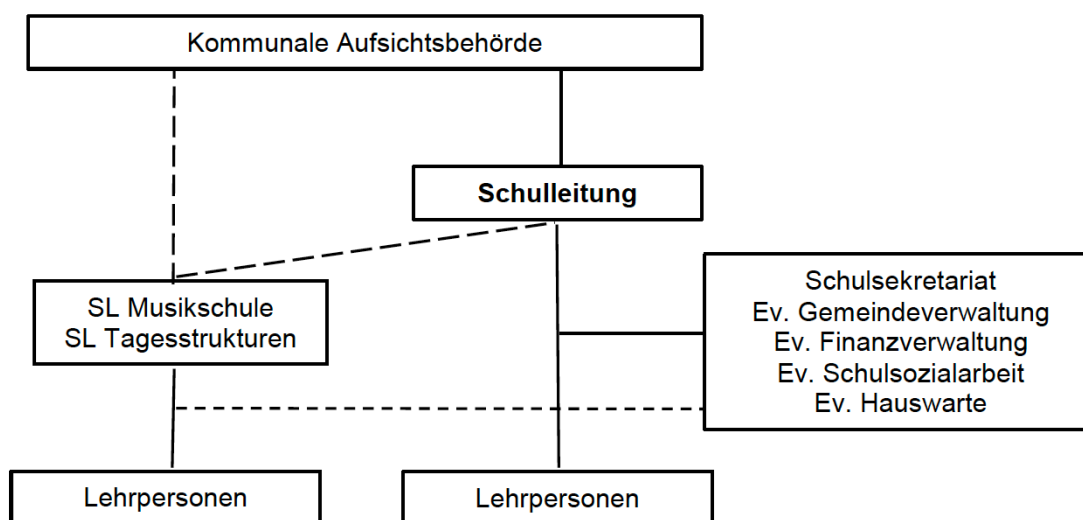 Kommunale Aufsichtsbehörde
Schulleitung
SL Musikschule
SL Tagesstrukturen
Schulsekretariat
Ev. Gemeindeverwaltung
Ev. Finanzverwaltung
Ev. Schulsozialarbeit
Ev. Hauswarte
Lehrpersonen
Lehrpersonen